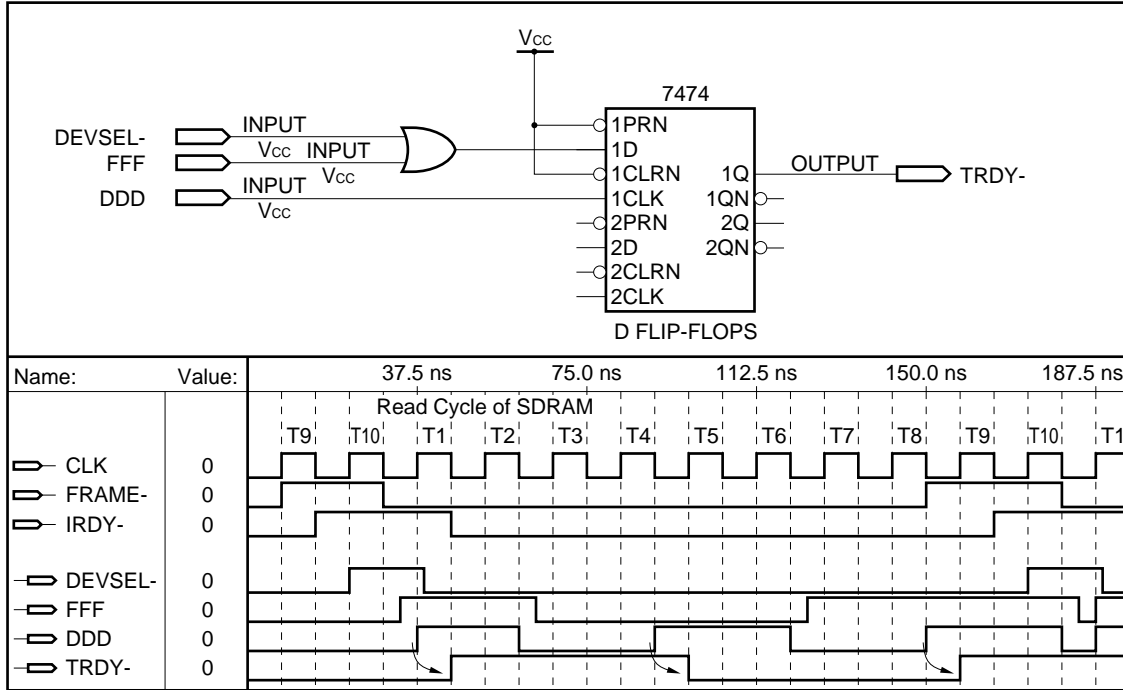 Vcc
7474
DEVSEL- INPUT 1PRN
Vcc INPUT 1D
FFF Vcc 1CLRN 1Q OUTPUT TRDY-
DDD INPUT 1CLK 1QN
Vcc 2PRN 2Q
2D 2QN
2CLRN
2CLK
D FLIP-FLOPS
Name: Value: 37.5 ns 75.0 ns 112.5 ns 150.0 ns 187.5 ns
Read Cycle of SDRAM
T9 T10 T1 T2 T3 T4 T5 T6 T7 T8 T9 T10 T1
CLK 0
FRAME- 0
IRDY- 0
DEVSEL- 0
FFF 0
DDD 0
TRDY- 0